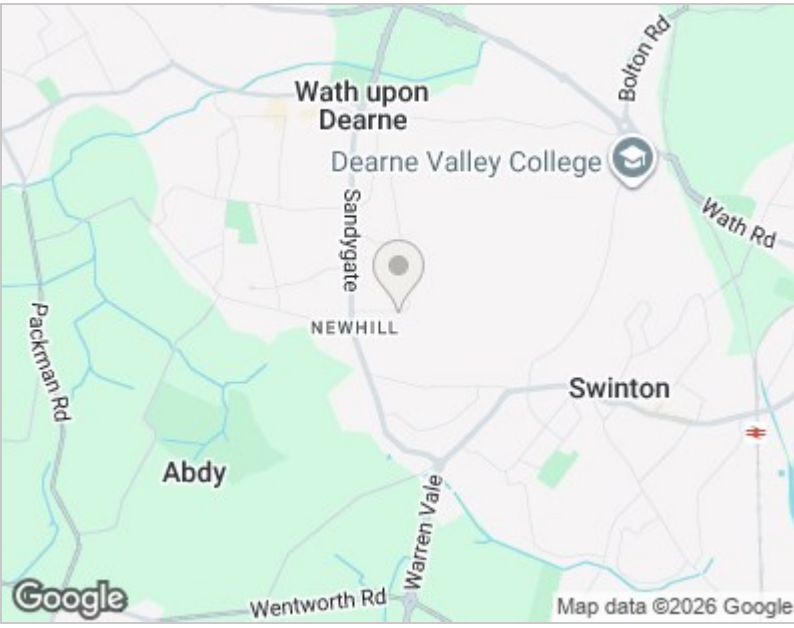 Bolton Rd
Wath upon
Dearne
Dearne Valley College
Sandygate
Wath Rd
NEWHILL
Packman Rd
Swinton
Abdy
Warren Vale
Wentworth Rd
Google
Map data ©2026 Google